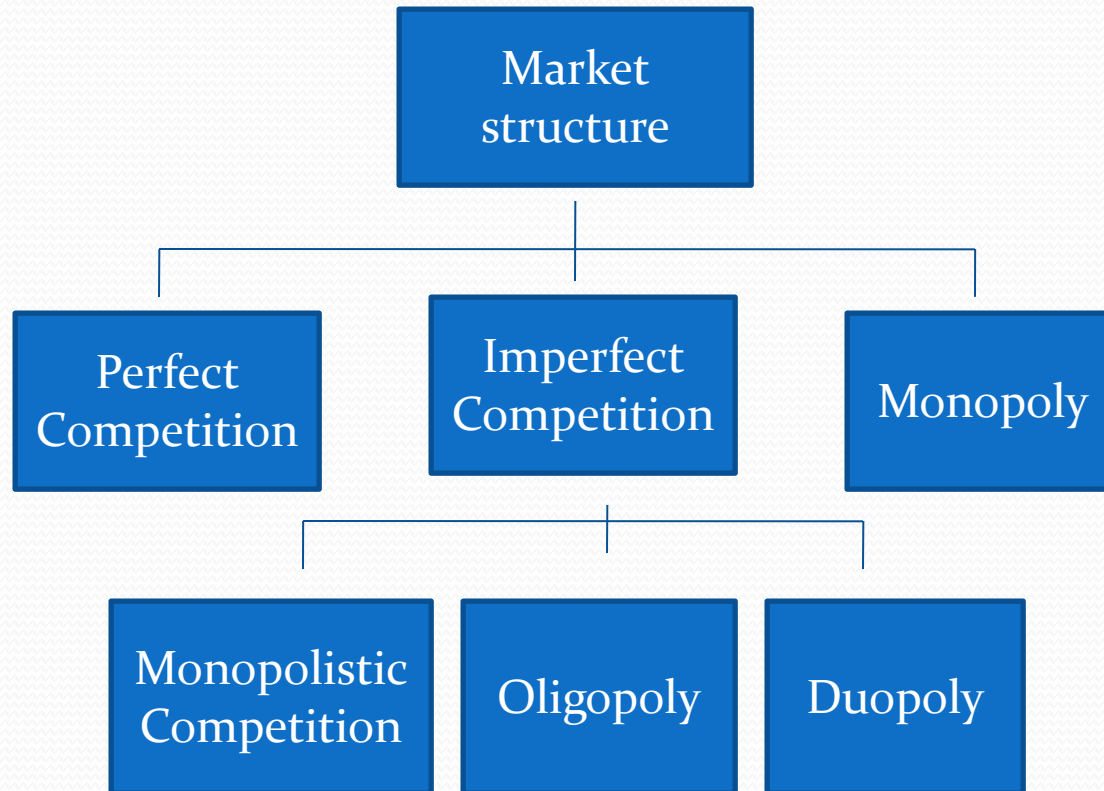 Market
structure
Perfect
Competition
Imperfect
Competition
Monopoly
Monopolistic
Competition
Oligopoly
Duopoly